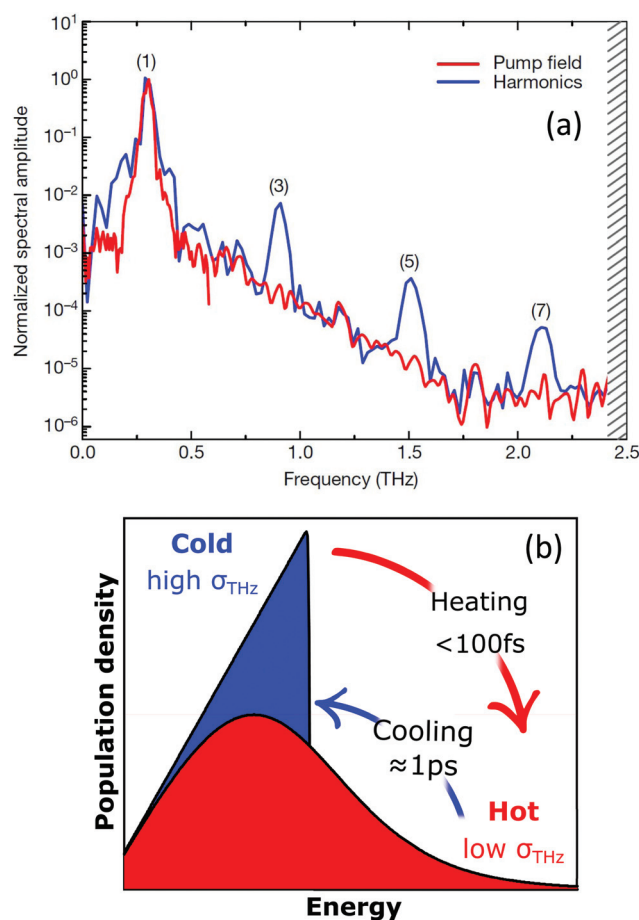 10¹
10⁰
10⁻¹
10⁻²
10⁻³
10⁻⁴
10⁻⁵
10⁻⁶
Normalized spectral amplitude
(1)
(3)
(5)
(7)
Pump field
Harmonics
(a)
0.0 0.5 1.0 1.5 2.0 2.5
Frequency (THz)
(b)
Population density
Cold
high σTHz
Heating
<100fs
Cooling
≈1ps
Hot
low σTHz
Energy